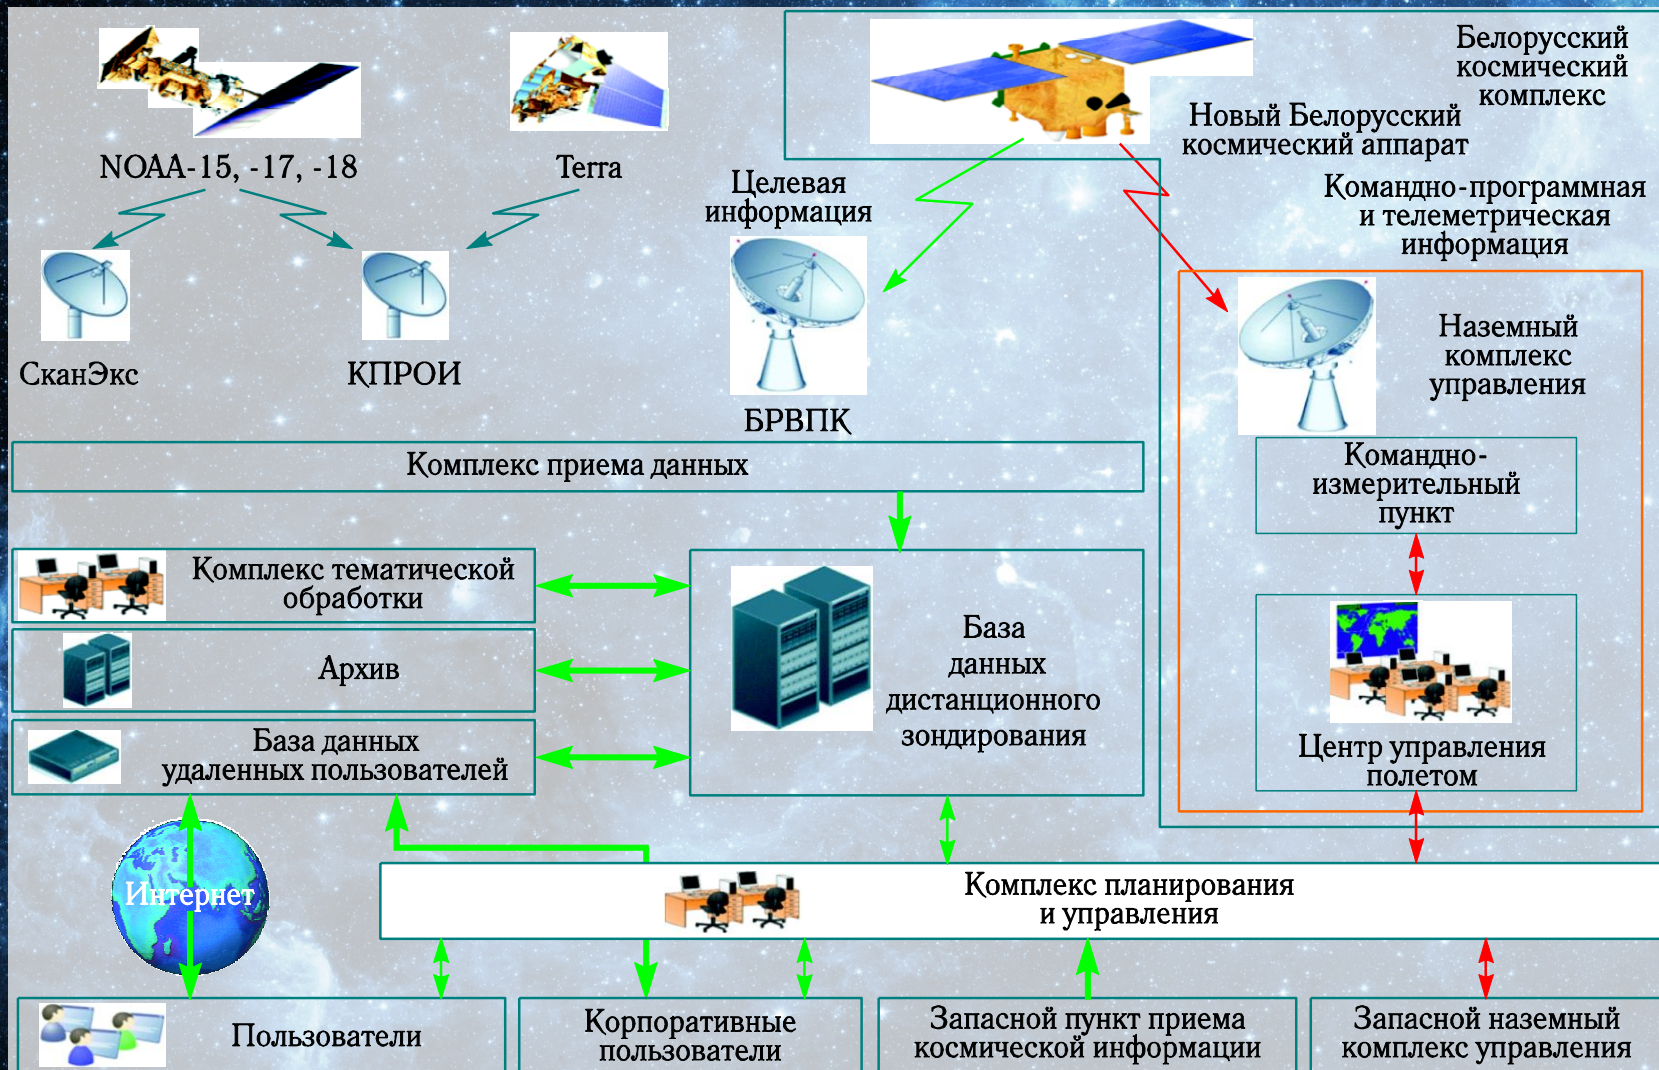 Белорусский
космический
комплекс
Новый Белорусский
космический аппарат
NOAA-15, -17, -18
Terra
Целевая
информация
Командно-программная
и телеметрическая
информация
СканЭкс
КПРОИ
БРВПК
Наземный
комплекс
управления
Комплекс приема данных
Командно-
измерительный
пункт
Комплекс тематической
обработки
Архив
База данных
удаленных пользователей
База
данных
дистанционного
зондирования
Центр управления
полетом
Интернет
Комплекс планирования
и управления
Пользователи
Корпоративные
пользователи
Запасной пункт приема
космической информации
Запасной наземный
комплекс управления